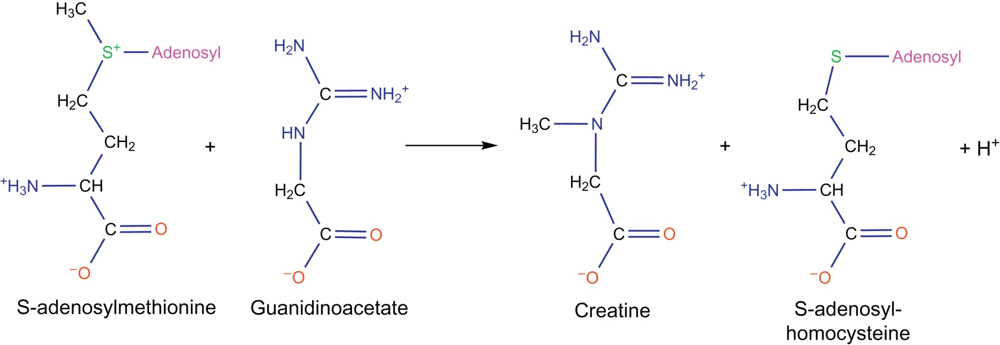 H₃C
S⁺ Adenosyl
H₂C
CH₂
⁺H₃N CH
C O
⁻O
S-adenosylmethionine
+
H₂N
C NH₂⁺
HN
H₂C
C O
⁻O
Guanidinoacetate
H₂N
C NH₂⁺
H₃C N
H₂C
C O
⁻O
Creatine
+
S Adenosyl
H₂C
CH₂
⁺H₃N CH
C O
⁻O
S-adenosyl-
homocysteine
+ H⁺